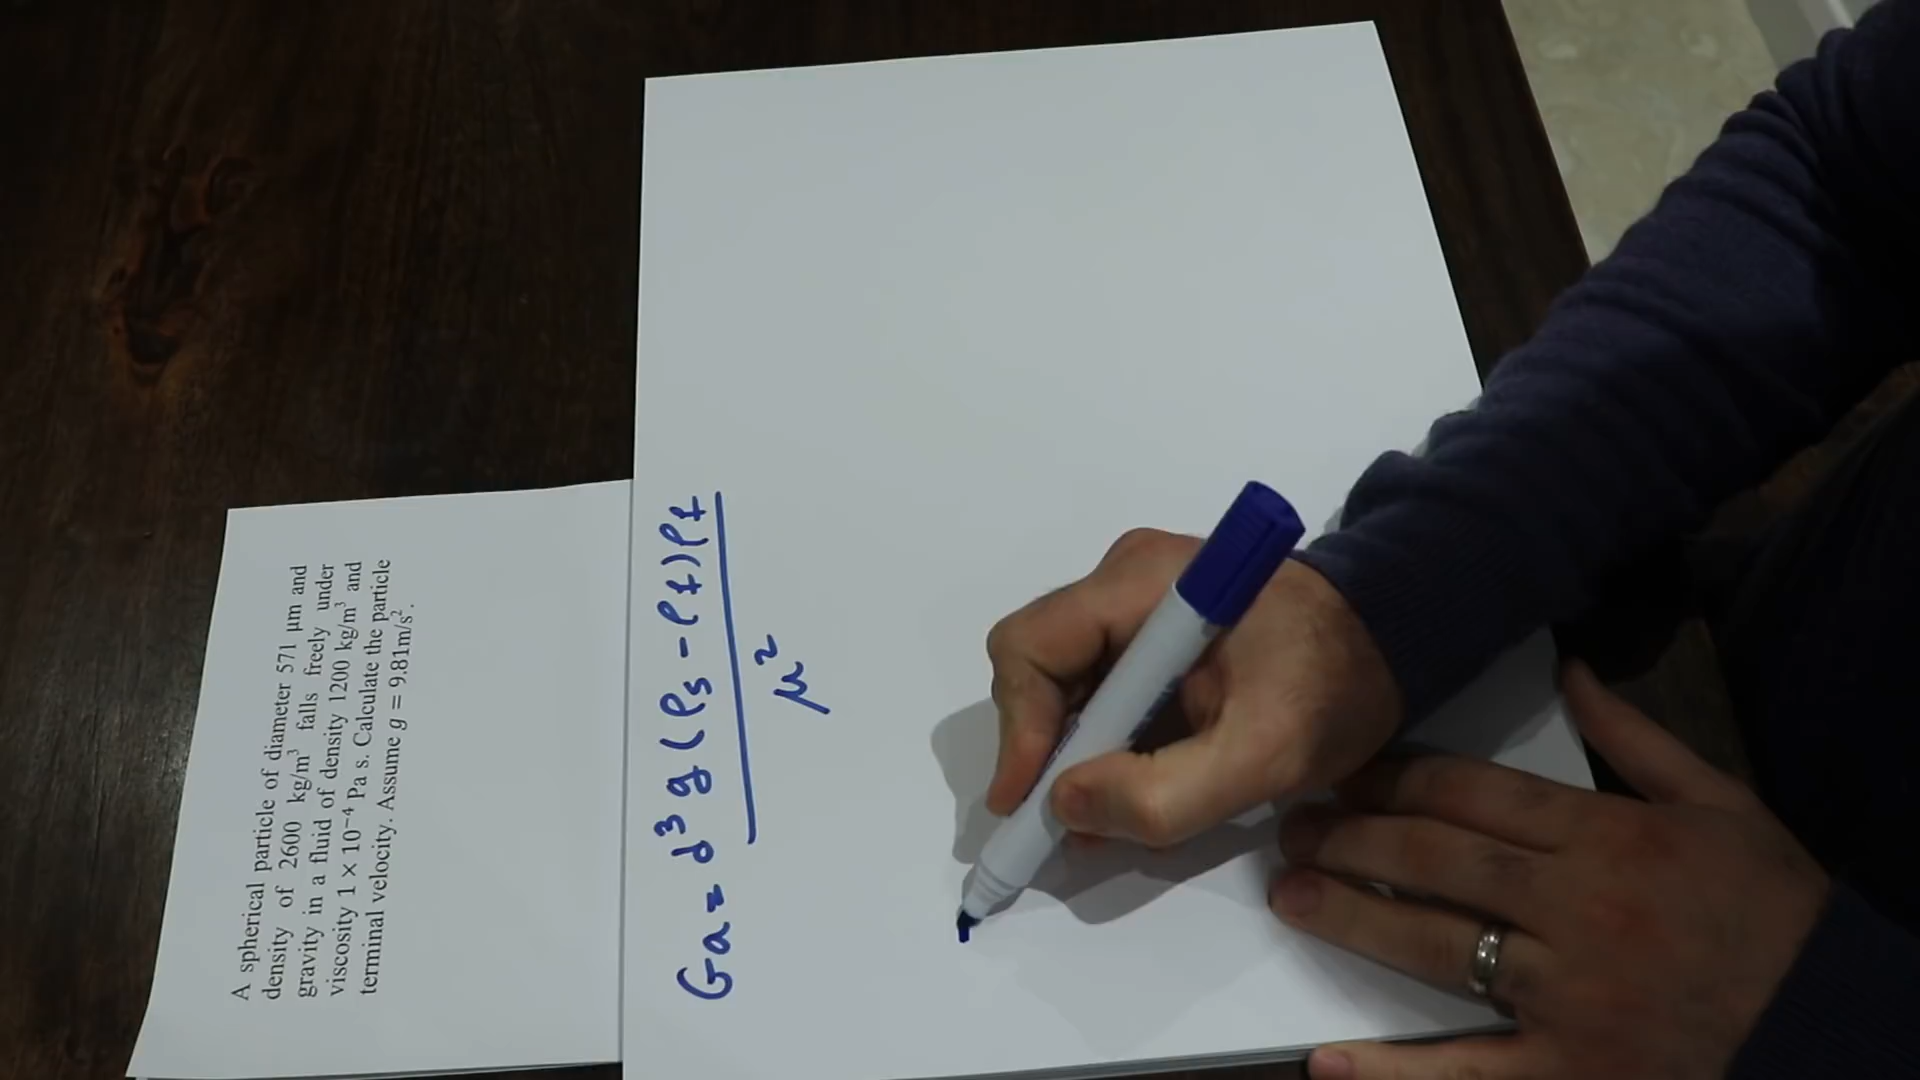 A spherical particle of diameter 571 μm and
density of 2600 kg/m³ falls freely under
gravity in a fluid of density 1200 kg/m³ and
viscosity 1 × 10⁻⁴ Pa s. Calculate the particle
terminal velocity. Assume g = 9.81m/s².
Ga = d³ g (ρs - ρf) ρf
μ²